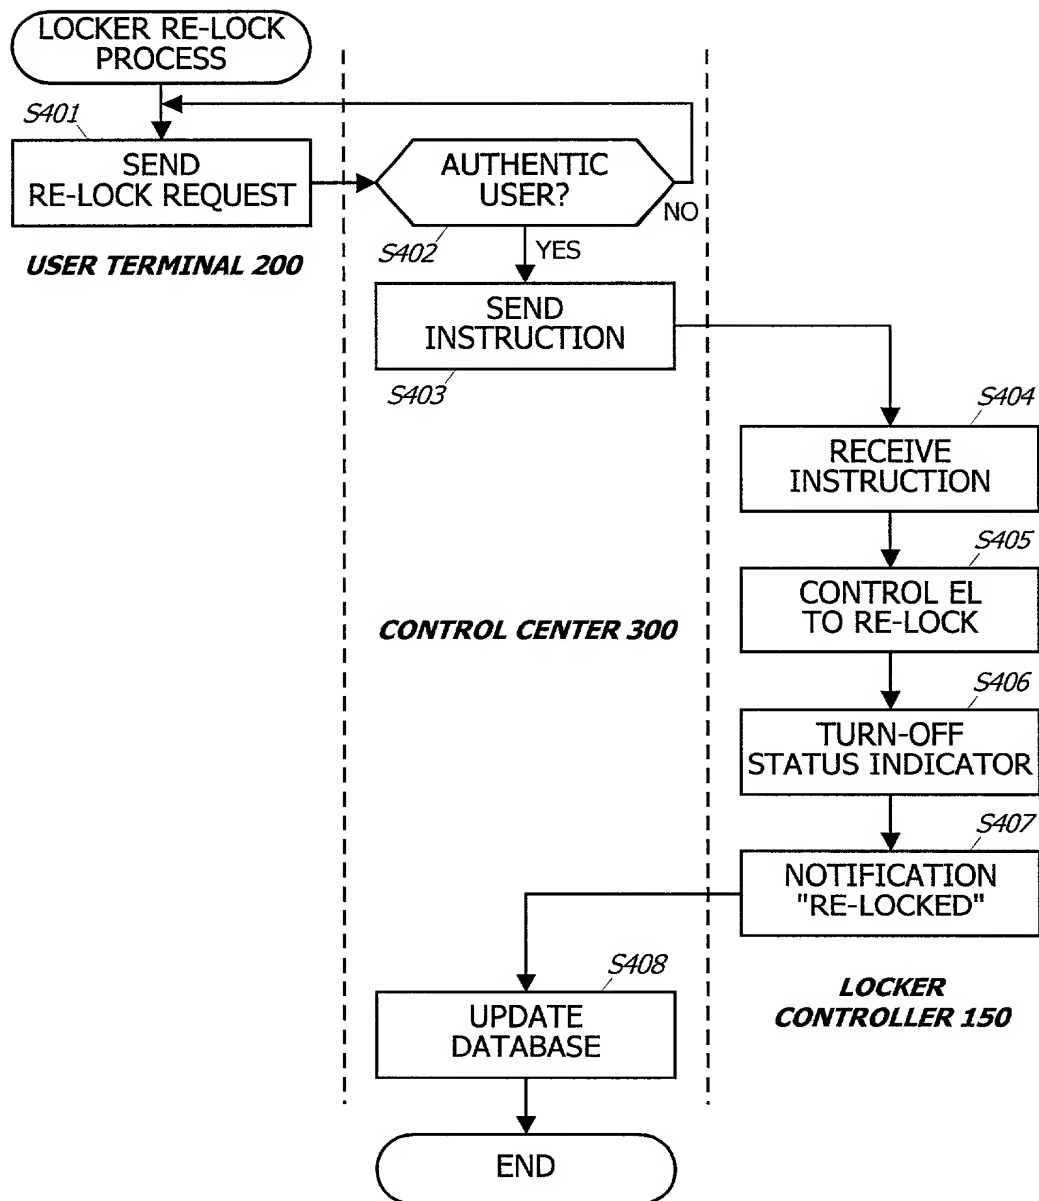 LOCKER RE-LOCK
PROCESS
S401
SEND
RE-LOCK REQUEST
USER TERMINAL 200
AUTHENTIC
USER?
NO
S402
YES
SEND
INSTRUCTION
S403
S404
RECEIVE
INSTRUCTION
S405
CONTROL EL
TO RE-LOCK
CONTROL CENTER 300
S406
TURN-OFF
STATUS INDICATOR
S407
NOTIFICATION
"RE-LOCKED"
LOCKER
CONTROLLER 150
S408
UPDATE
DATABASE
END